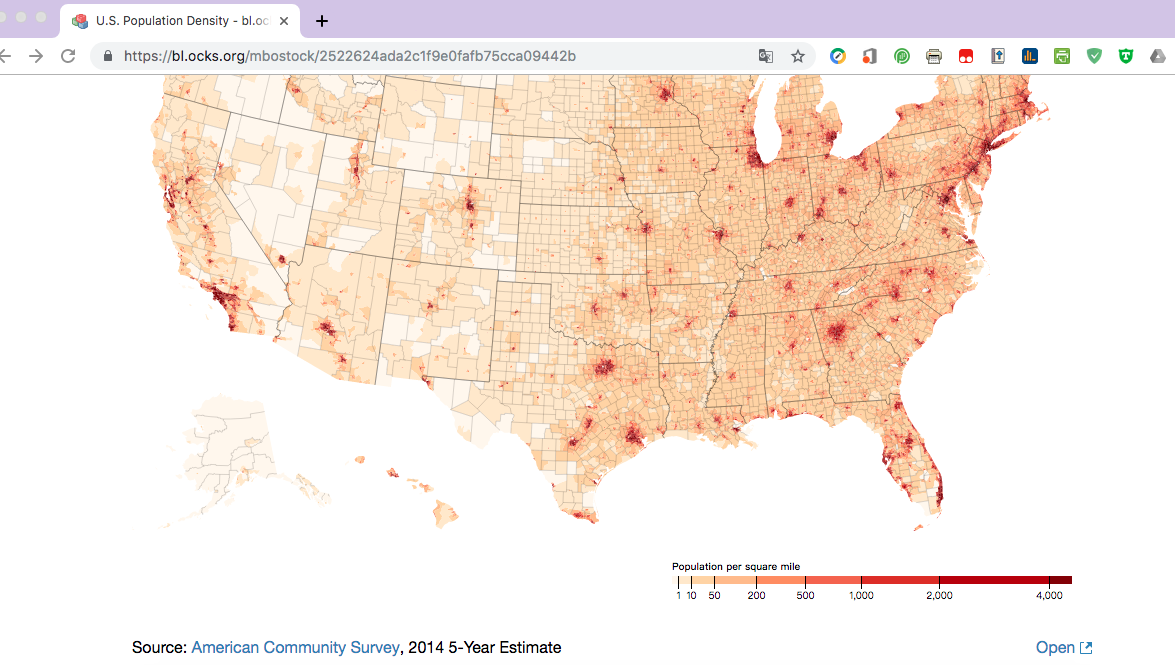 U.S. Population Density - bl.oc
https://bl.ocks.org/mbostock/2522624ada2c1f9e0fafb75cca09442b
Population per square mile
1 10 50 200 500 1,000 2,000 4,000
Source: American Community Survey, 2014 5-Year Estimate
Open